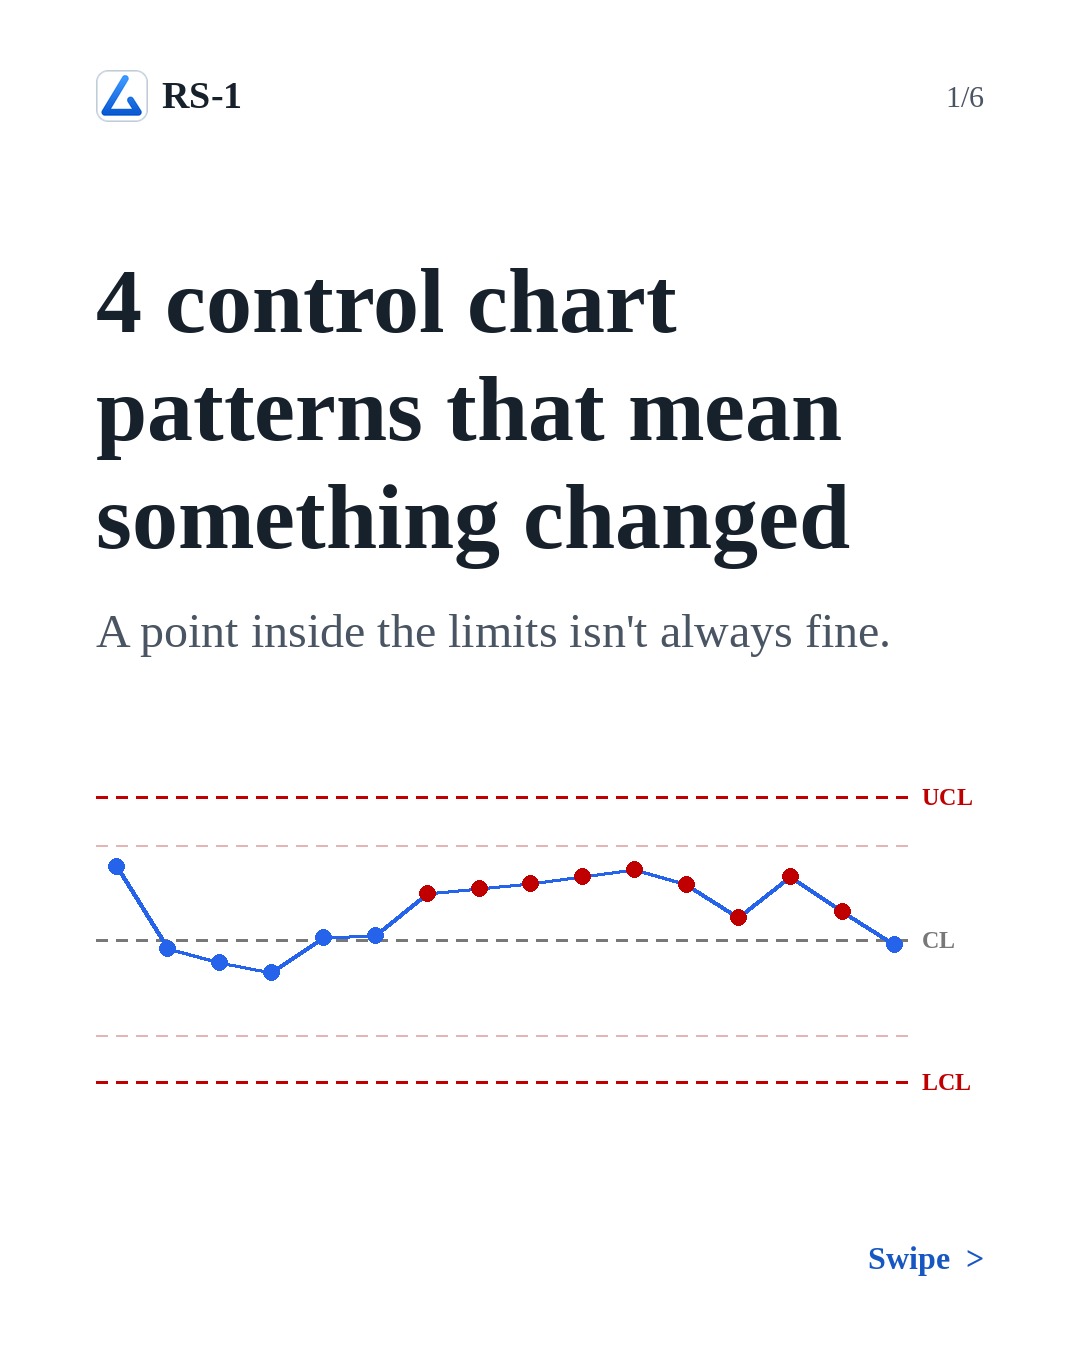 RS-1
1/6
4 control chart
patterns that mean
something changed
A point inside the limits isn't always fine.
UCL
CL
LCL
Swipe >